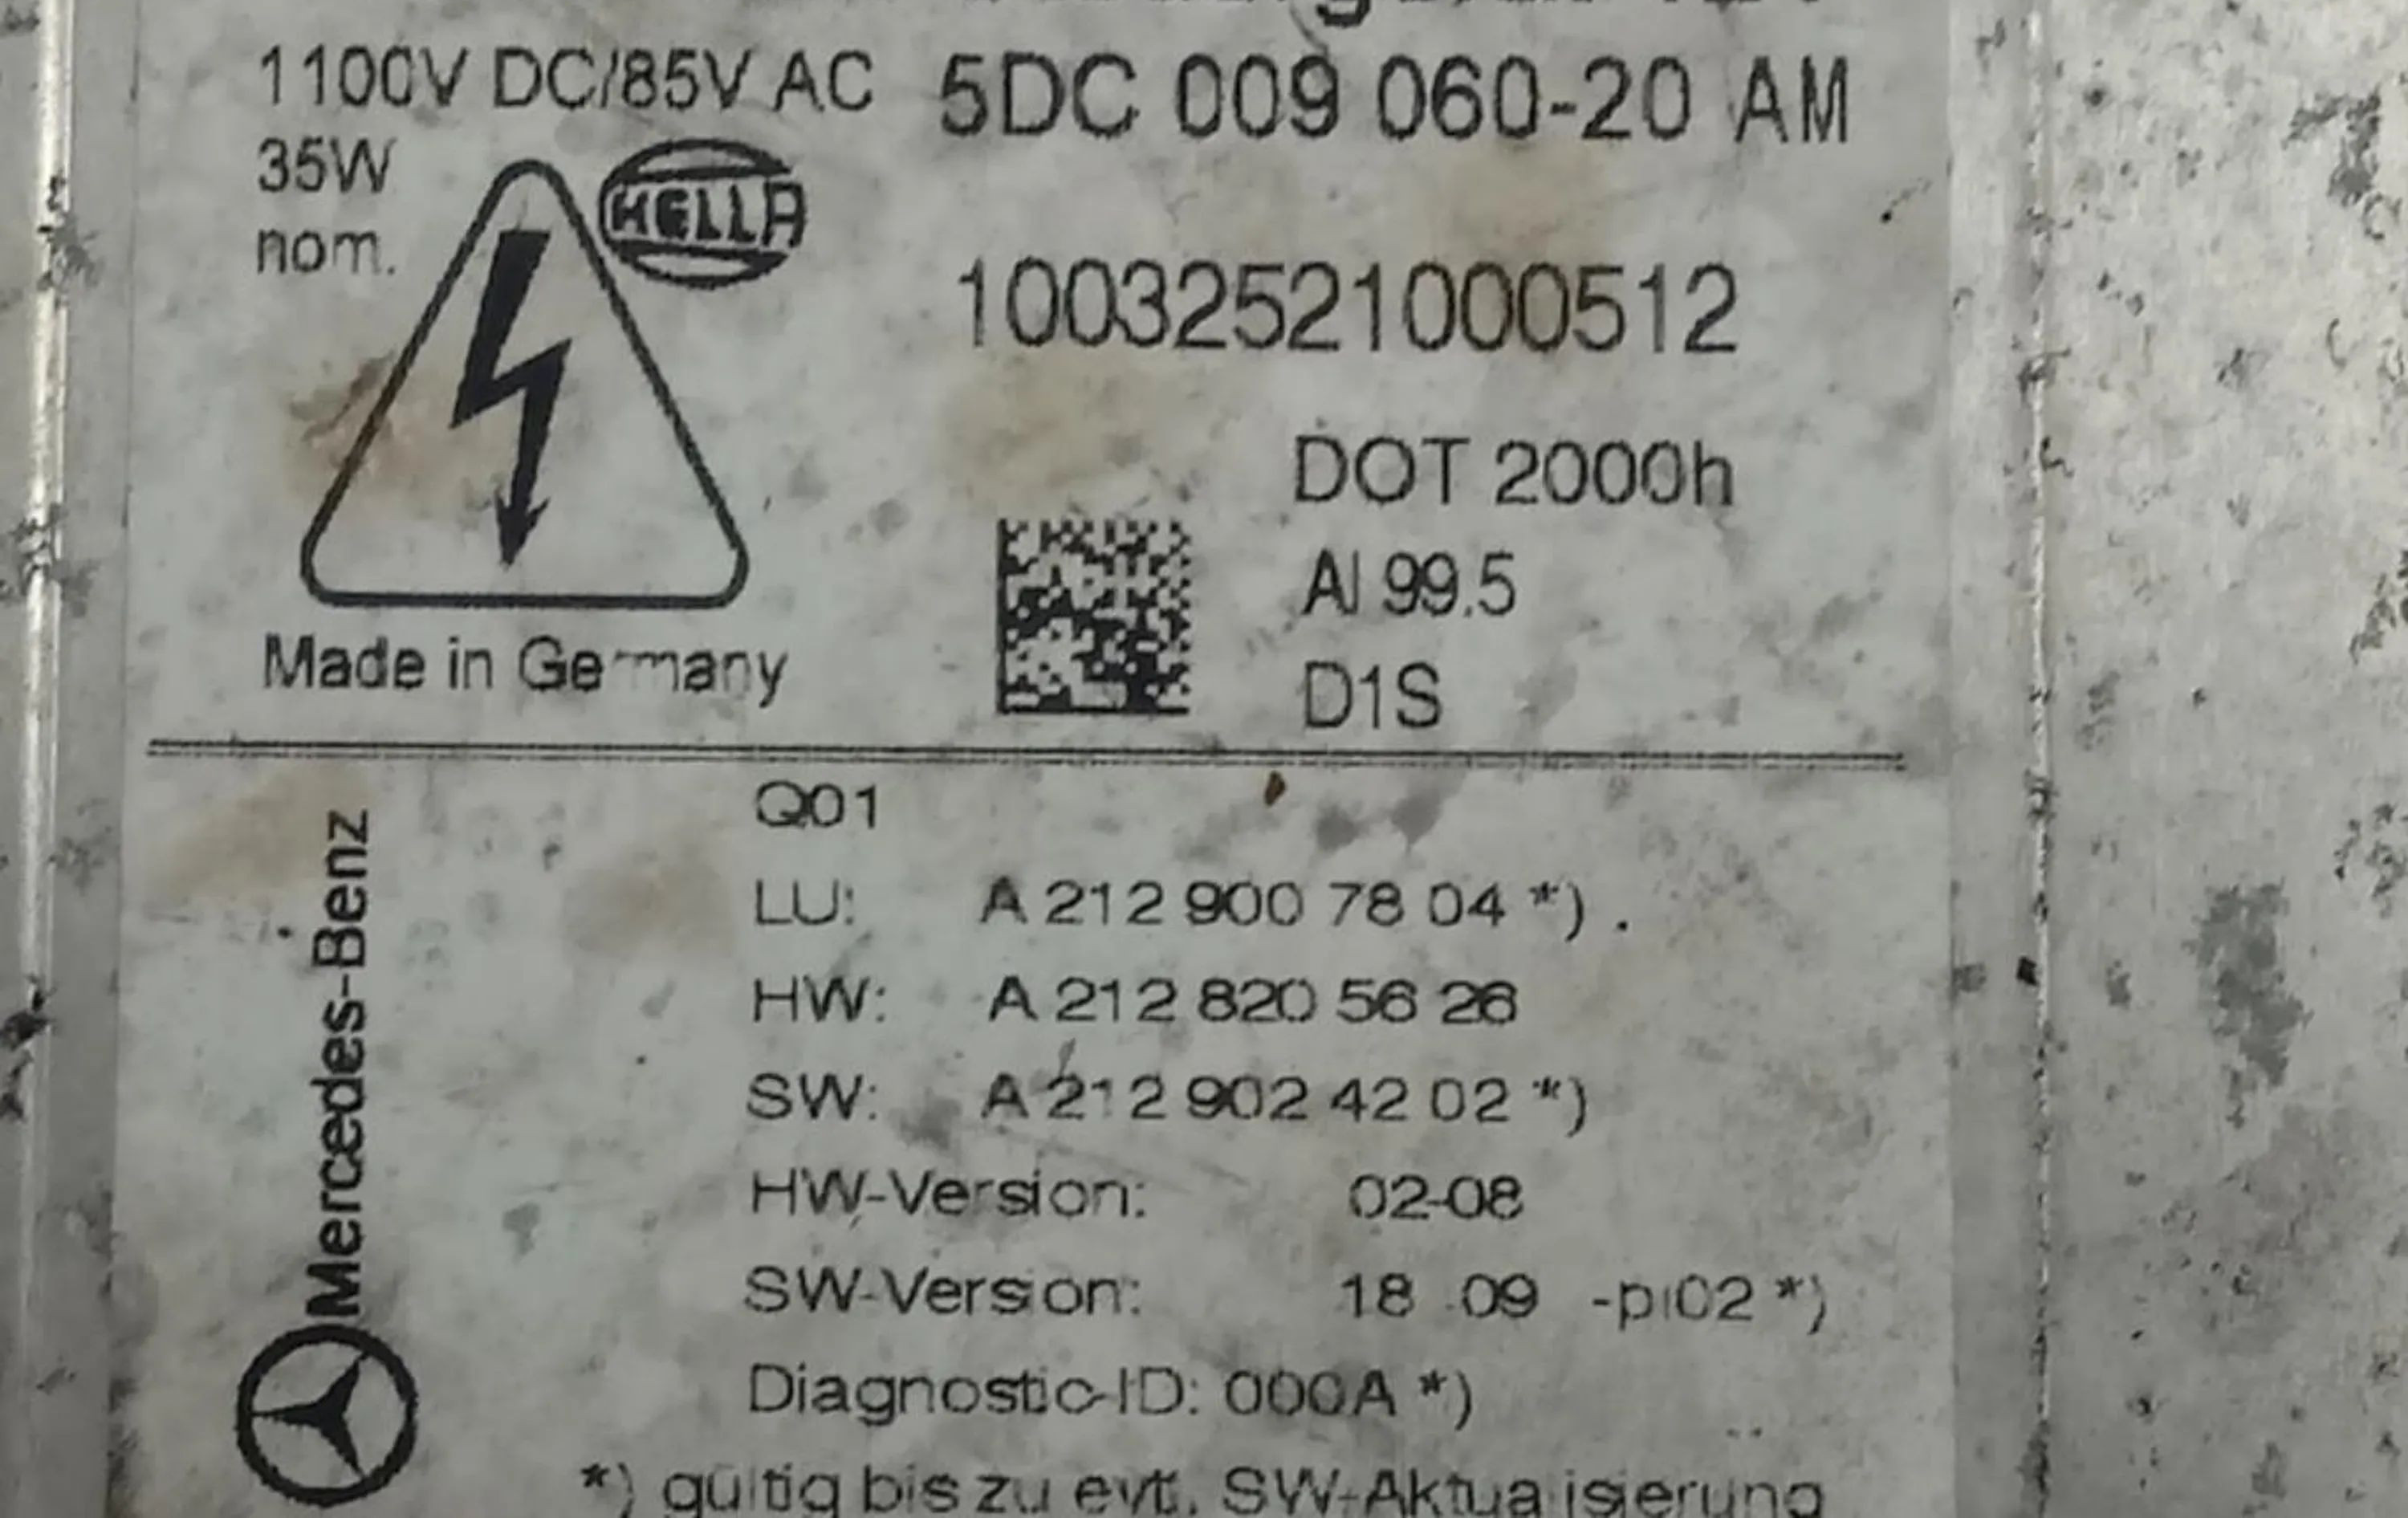 1100V DC/85V AC
35W
nom.
HELLA
Made in Germany
5DC 009 060-20 AM
10032521000512
DOT 2000h
Al 99.5
D1S
Mercedes-Benz
Q01
LU: A 212 900 78 04 *)
HW: A 212 820 56 26
SW: A 212 902 42 02 *)
HW-Version: 02-08
SW-Version: 18 09 -pi02 *)
Diagnostic-ID: 000A *)
*) gültig bis zu evt. SW-Aktualisierung